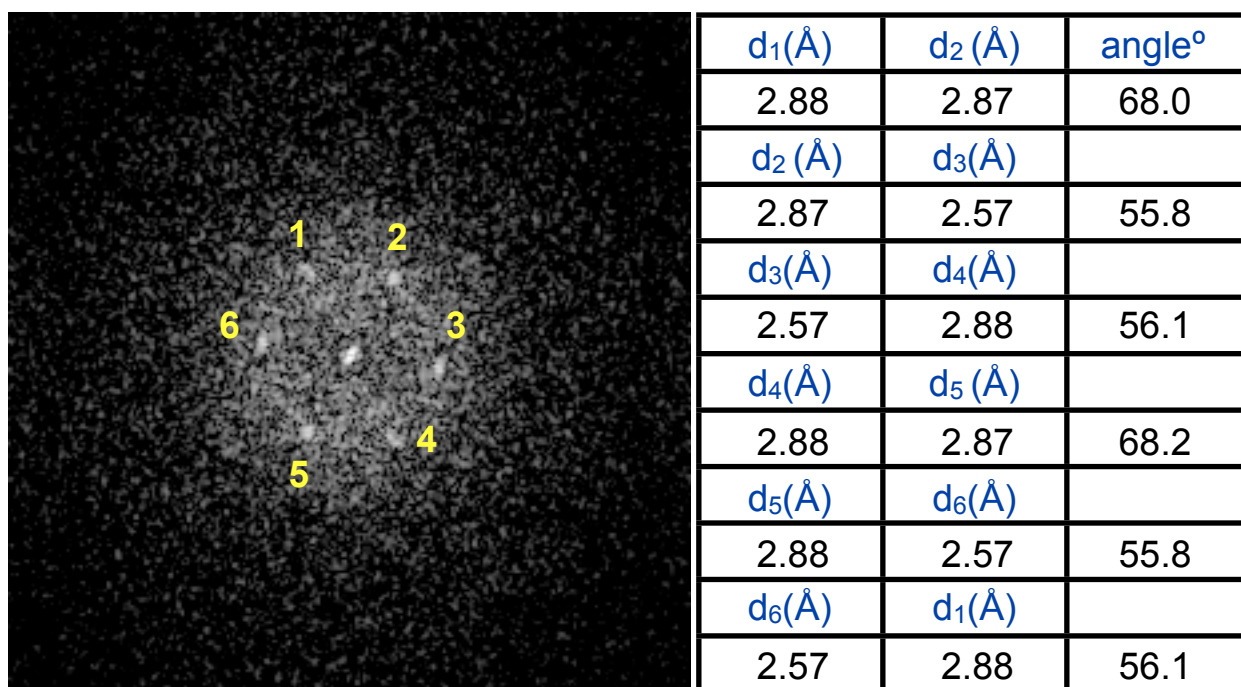 1 2
6 3
5 4
d₁(Å) d₂ (Å) angleº
2.88 2.87 68.0
d₂ (Å) d₃(Å)
2.87 2.57 55.8
d₃(Å) d₄(Å)
2.57 2.88 56.1
d₄(Å) d₅ (Å)
2.88 2.87 68.2
d₅(Å) d₆(Å)
2.88 2.57 55.8
d₆(Å) d₁(Å)
2.57 2.88 56.1